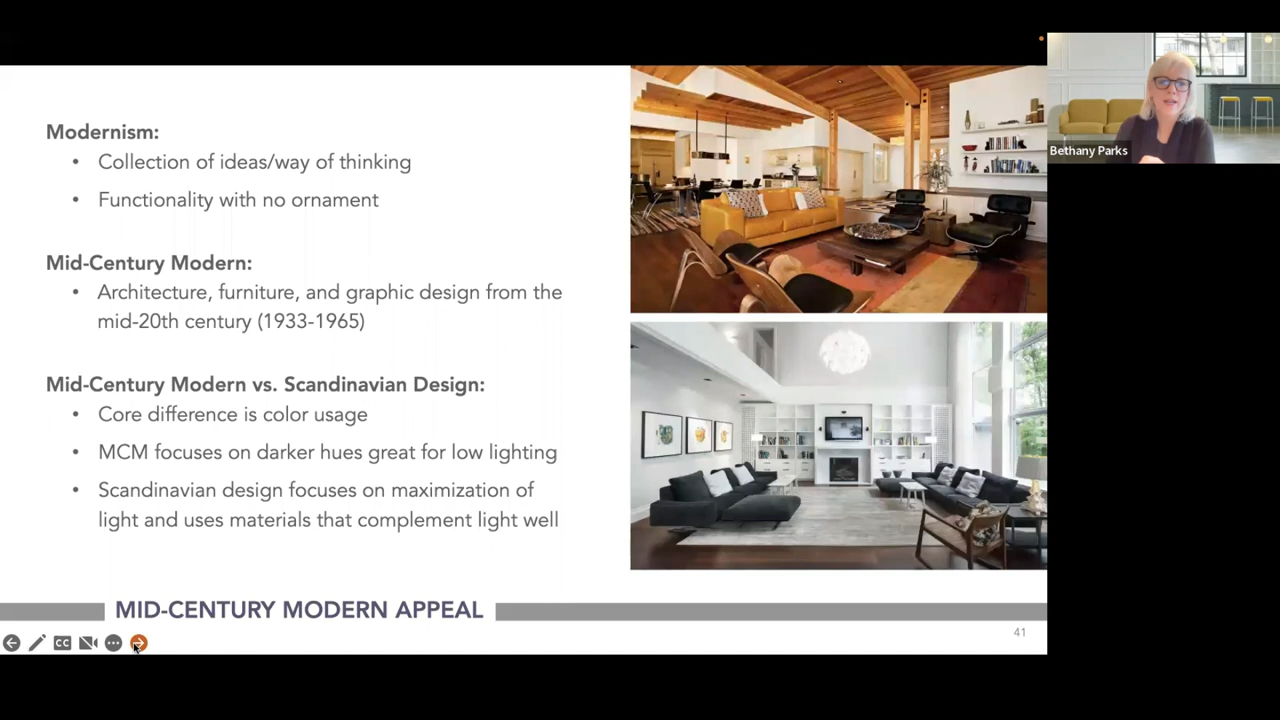 Modernism:
• Collection of ideas/way of thinking
• Functionality with no ornament
Mid-Century Modern:
• Architecture, furniture, and graphic design from the
mid-20th century (1933-1965)
Mid-Century Modern vs. Scandinavian Design:
• Core difference is color usage
• MCM focuses on darker hues great for low lighting
• Scandinavian design focuses on maximization of
light and uses materials that complement light well
MID-CENTURY MODERN APPEAL
41
CC
Bethany Parks